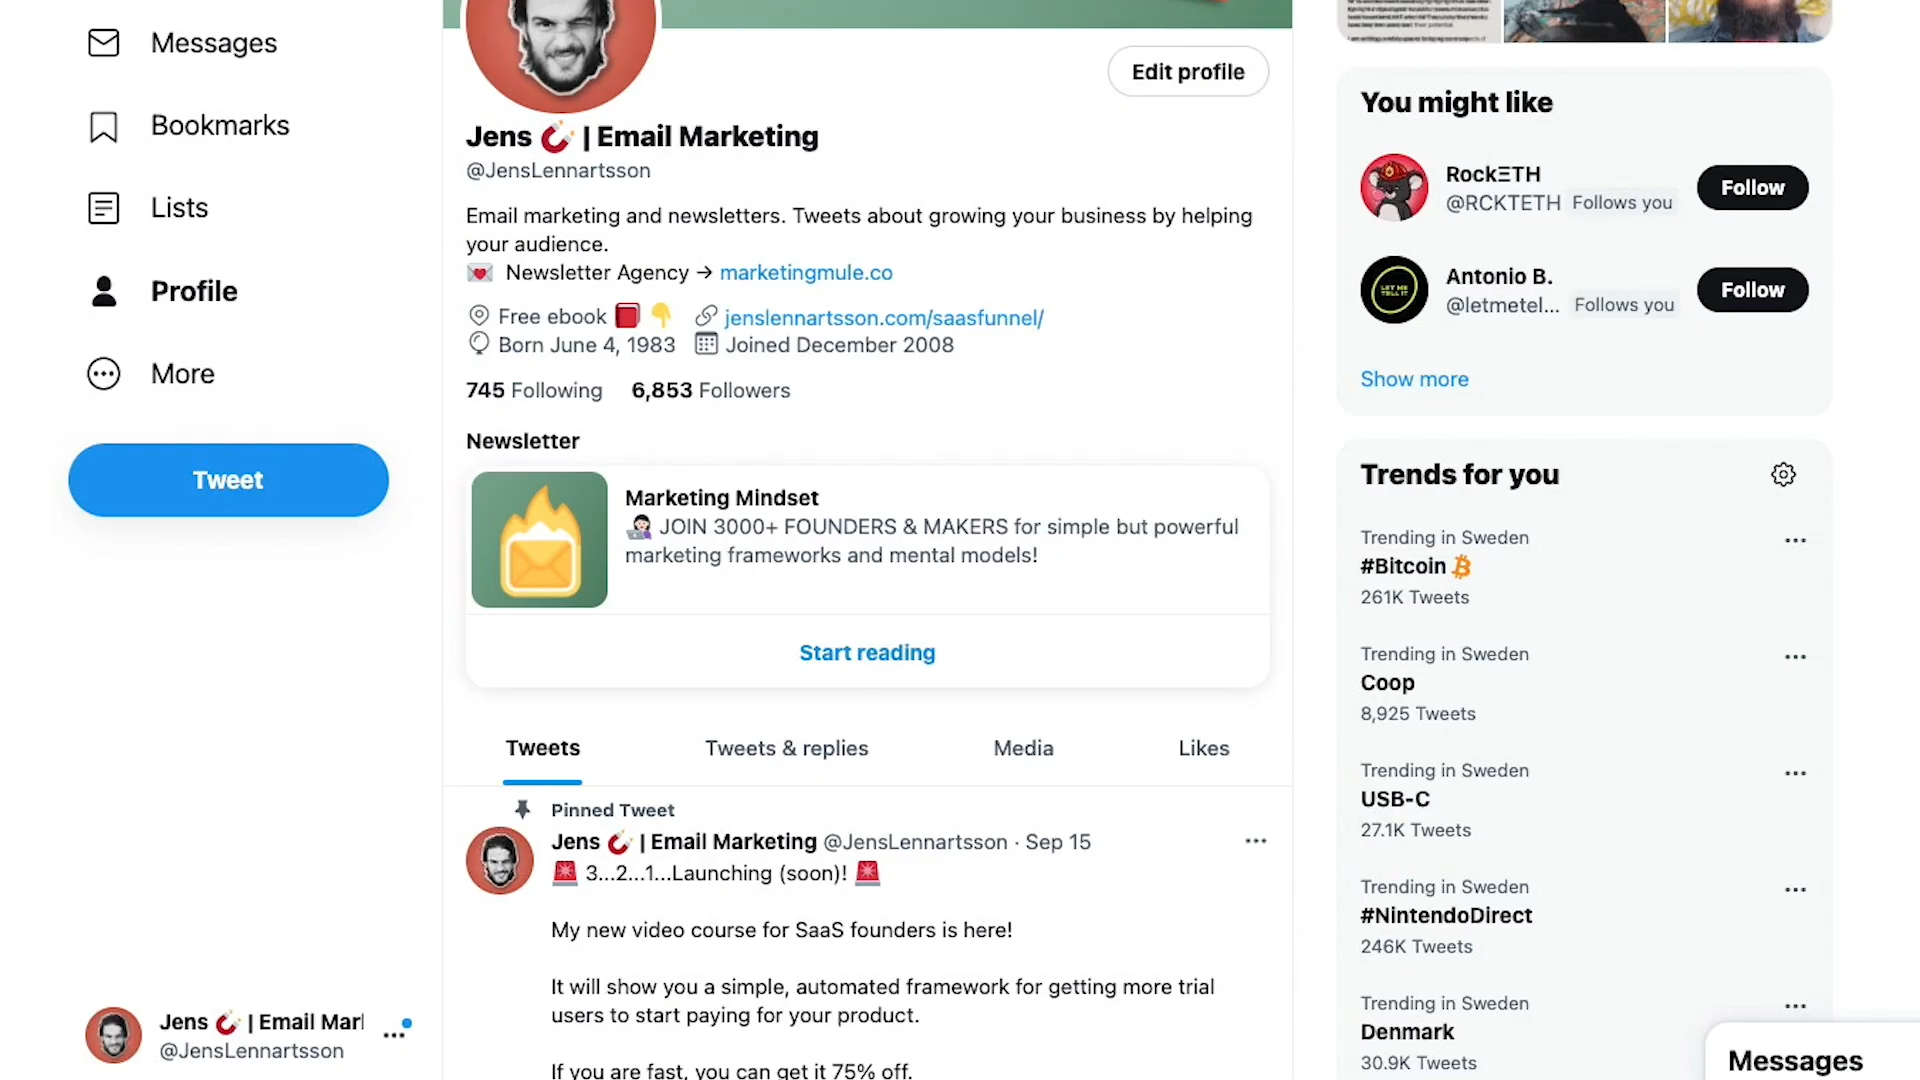 Messages
Bookmarks
Lists
Profile
More
Tweet
Jens 🧲 | Email Marl
@JensLennartsson
Edit profile
Jens 🧲 | Email Marketing
@JensLennartsson
Email marketing and newsletters. Tweets about growing your business by helping
your audience.
💌 Newsletter Agency → marketingmule.co
Free ebook 📕 👇 jenslennartsson.com/saasfunnel/
Born June 4, 1983 Joined December 2008
745 Following 6,853 Followers
Newsletter
Marketing Mindset
👩🏻‍💻 JOIN 3000+ FOUNDERS & MAKERS for simple but powerful
marketing frameworks and mental models!
Start reading
Tweets Tweets & replies Media Likes
Pinned Tweet
Jens 🧲 | Email Marketing @JensLennartsson · Sep 15
🚨 3...2...1...Launching (soon)! 🚨
My new video course for SaaS founders is here!
It will show you a simple, automated framework for getting more trial
users to start paying for your product.
If you are fast, you can get it 75% off.
You might like
RockΞTH
@RCKTETH Follows you
Follow
LET ME
TELL IT
Antonio B.
@letmetel... Follows you
Follow
Show more
Trends for you
Trending in Sweden
#Bitcoin
261K Tweets
Trending in Sweden
Coop
8,925 Tweets
Trending in Sweden
USB-C
27.1K Tweets
Trending in Sweden
#NintendoDirect
246K Tweets
Trending in Sweden
Denmark
30.9K Tweets
Messages